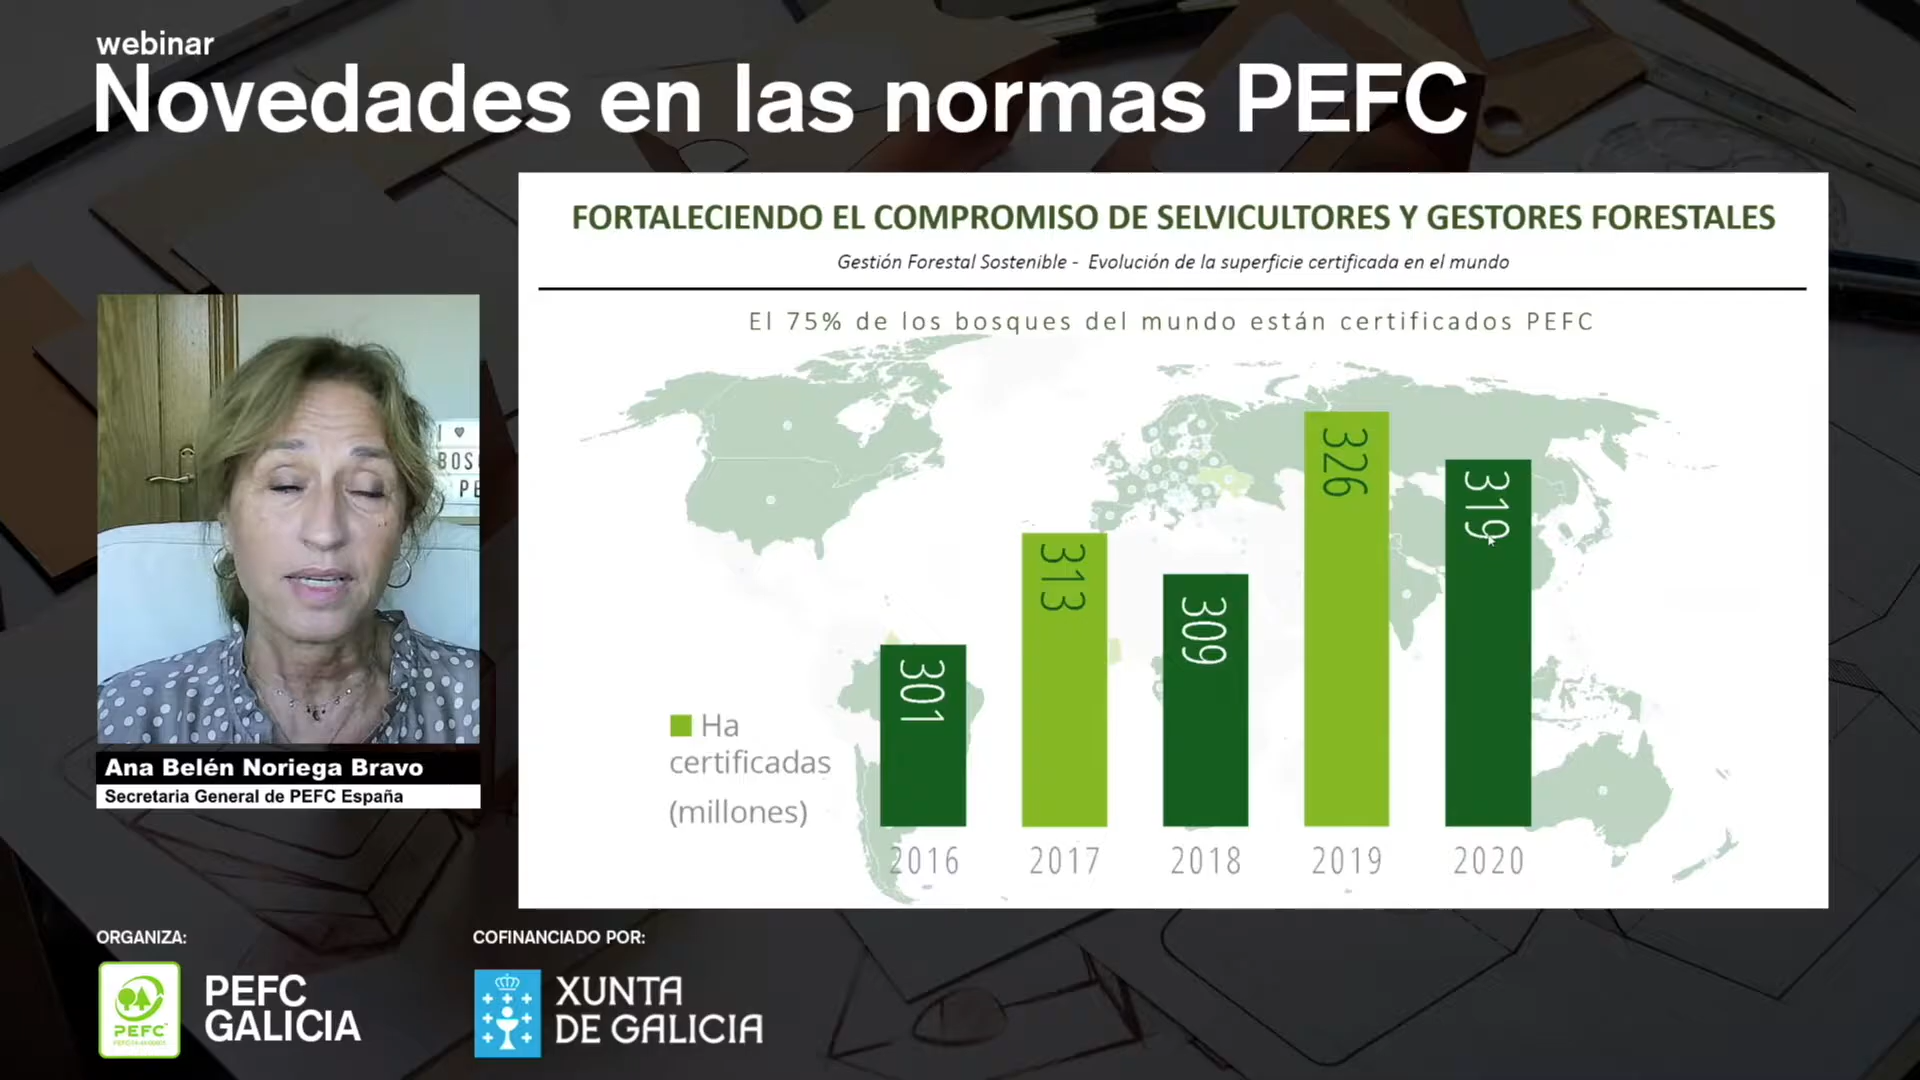 webinar
Novedades en las normas PEFC
FORTALECIENDO EL COMPROMISO DE SELVICULTORES Y GESTORES FORESTALES
Gestión Forestal Sostenible - Evolución de la superficie certificada en el mundo
El 75% de los bosques del mundo están certificados PEFC
326
319
313
309
301
Ha
certificadas
(millones)
2016 2017 2018 2019 2020
I ♥
BOS
PE
Ana Belén Noriega Bravo
Secretaria General de PEFC España
ORGANIZA:
PEFC
PEFC
GALICIA
COFINANCIADO POR:
XUNTA
DE GALICIA